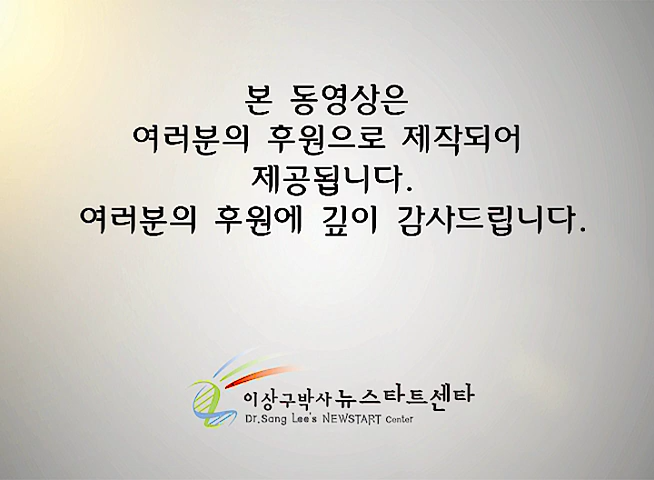 본 동영상은
여러분의 후원으로 제작되어
제공됩니다.
여러분의 후원에 깊이 감사드립니다.
이상구박사 뉴스타트센타
Dr.Sang Lee's NEWSTART Center